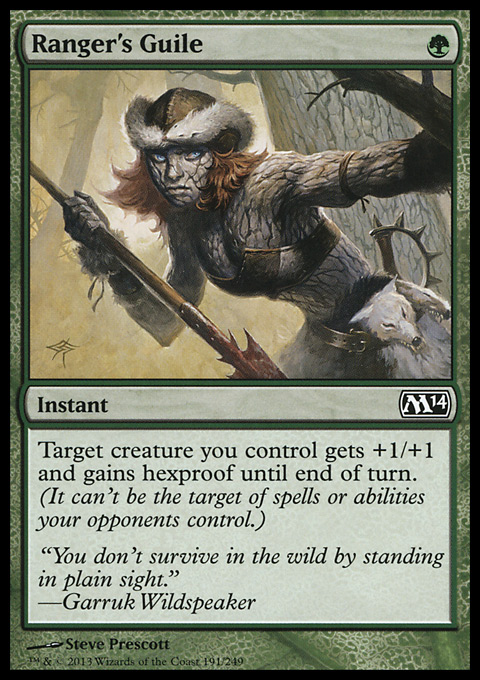 Ranger's Guile
Instant
M14
Target creature you control gets +1/+1
and gains hexproof until end of turn.
(It can't be the target of spells or abilities
your opponents control.)
“You don't survive in the wild by standing
in plain sight.”
—Garruk Wildspeaker
Steve Prescott
™ & © 2013 Wizards of the Coast 191/249